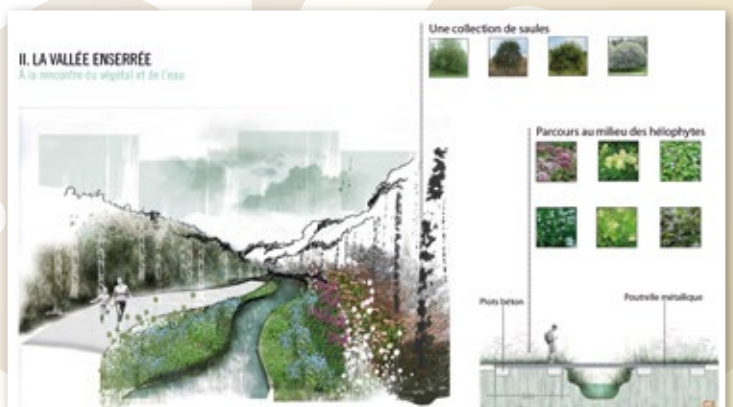 II. LA VALLÉE ENSERRÉE
À la rencontre du végétal et de l'eau
Une collection de saules
Parcours au milieu des hélophytes
Plots béton
Poutrelle métallique